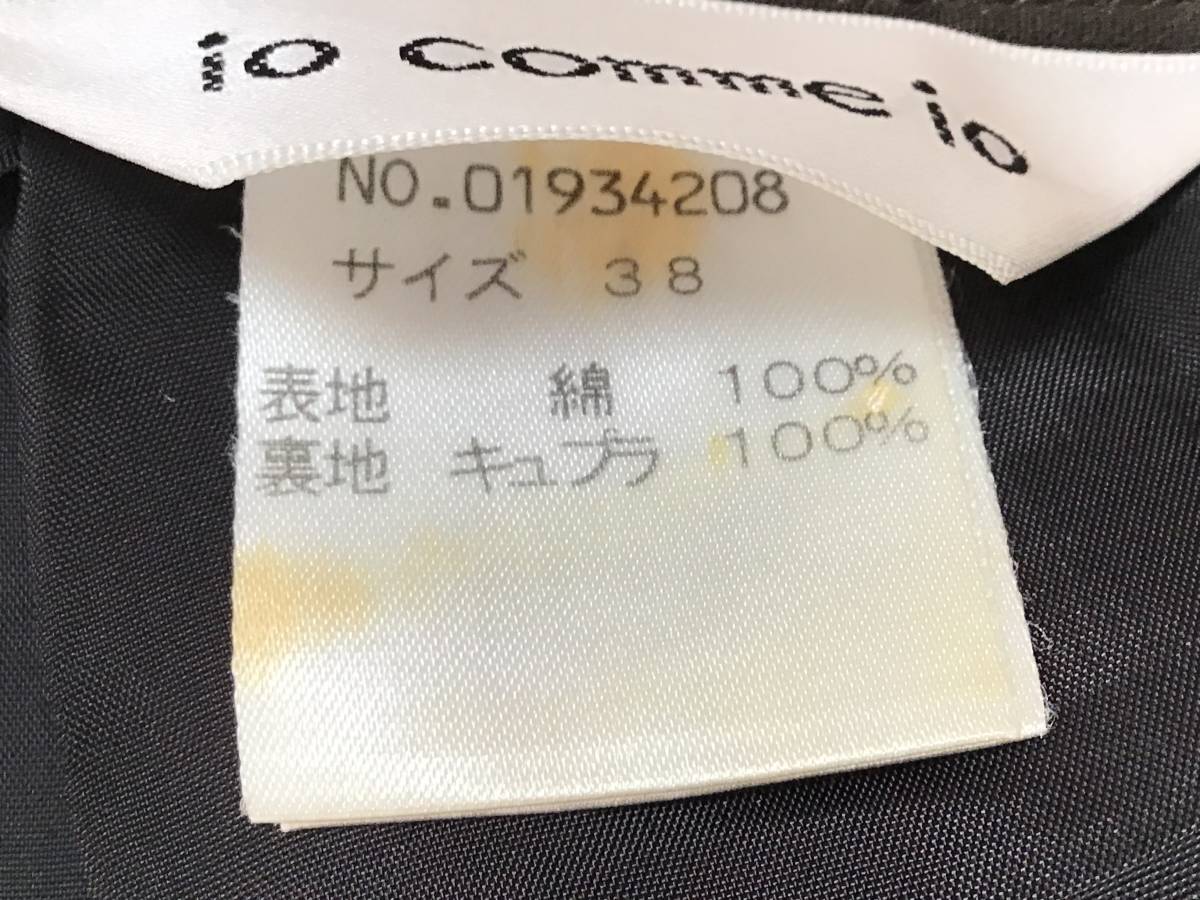 io comme io
NO.01934208
サイズ 38
表地 綿 100%
裏地 キュプラ 100%